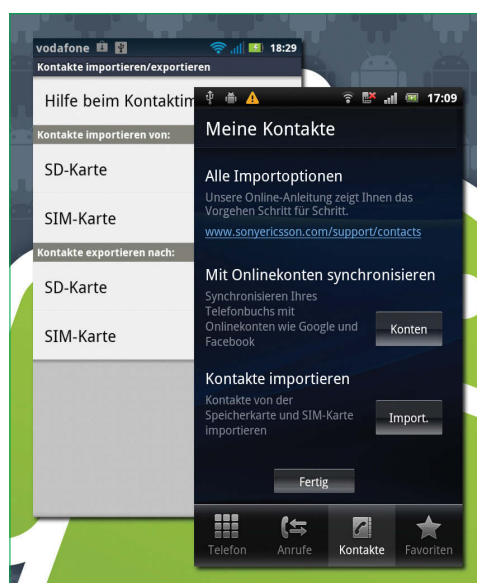 vodafone 18:29
Kontakte importieren/exportieren
Hilfe beim Kontaktim
Kontakte importieren von:
SD-Karte
SIM-Karte
Kontakte exportieren nach:
SD-Karte
SIM-Karte
17:09
Meine Kontakte
Alle Importoptionen
Unsere Online-Anleitung zeigt Ihnen das
Vorgehen Schritt für Schritt.
www.sonyericsson.com/support/contacts
Mit Onlinekonten synchronisieren
Synchronisieren Ihres
Telefonbuchs mit
Onlinekonten wie Google und
Facebook
Konten
Kontakte importieren
Kontakte von der
Speicherkarte und SIM-Karte
importieren
Import.
Fertig
Telefon Anrufe Kontakte Favoriten